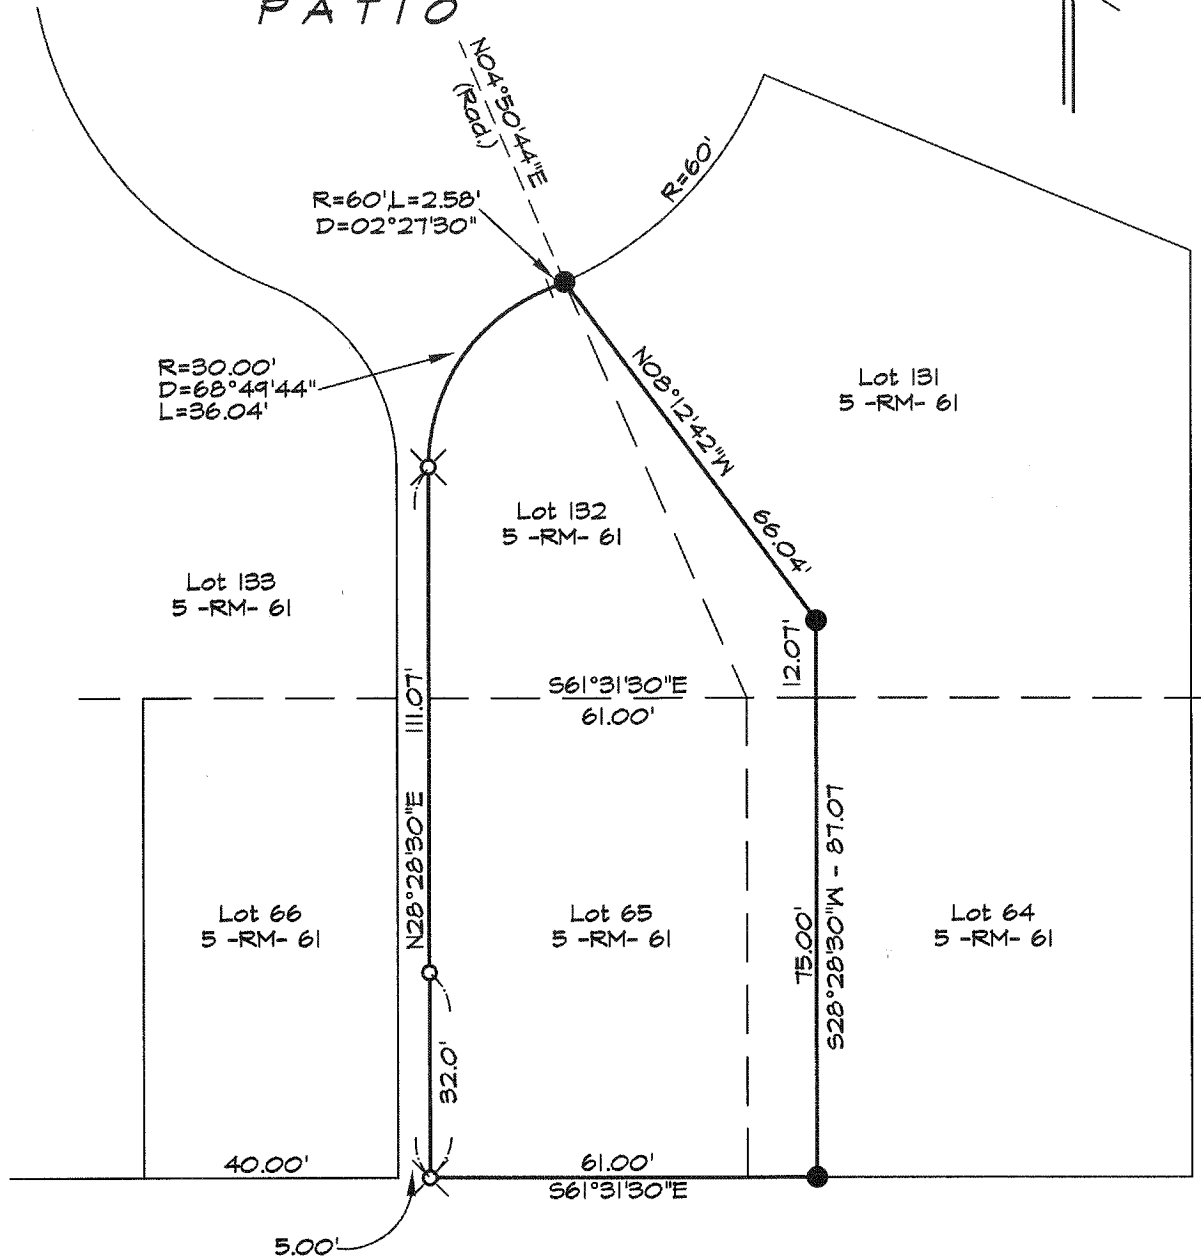 PATIO
N04°50'44"E
(Rad.)
R=60'
R=60',L=2.58'
D=02°27'30"
R=30.00'
D=68°49'44"
L=36.04'
N08°12'42"W
66.04'
Lot 131
5 -RM- 61
Lot 132
5 -RM- 61
Lot 133
5 -RM- 61
12.07'
S61°31'30"E
61.00'
111.07'
N28°28'30"E
75.00'
S28°28'30"W - 87.07
Lot 66
5 -RM- 61
Lot 65
5 -RM- 61
Lot 64
5 -RM- 61
32.0'
40.00'
61.00'
S61°31'30"E
5.00'